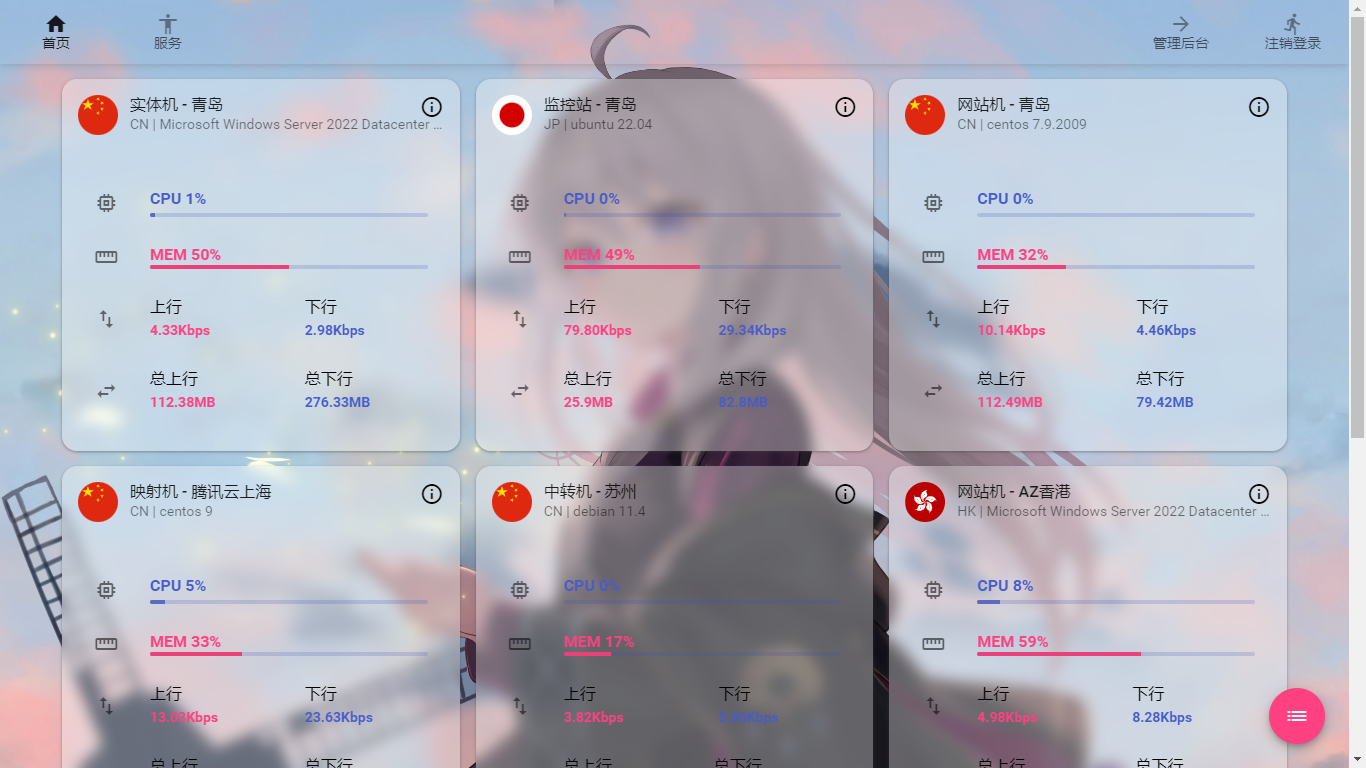 首页
服务
管理后台
注销登录
实体机 - 青岛
CN | Microsoft Windows Server 2022 Datacenter ...
CPU 1%
MEM 50%
上行 下行
4.33Kbps 2.98Kbps
总上行 总下行
112.38MB 276.33MB
监控站 - 青岛
JP | ubuntu 22.04
CPU 0%
MEM 49%
上行 下行
79.80Kbps 29.34Kbps
总上行 总下行
25.9MB 82.8MB
网站机 - 青岛
CN | centos 7.9.2009
CPU 0%
MEM 32%
上行 下行
10.14Kbps 4.46Kbps
总上行 总下行
112.49MB 79.42MB
映射机 - 腾讯云上海
CN | centos 9
CPU 5%
MEM 33%
上行 下行
13.03Kbps 23.63Kbps
总上行 总下行
中转机 - 苏州
CN | debian 11.4
CPU 0%
MEM 17%
上行 下行
3.82Kbps 5.06Kbps
总上行 总下行
网站机 - AZ香港
HK | Microsoft Windows Server 2022 Datacenter ...
CPU 8%
MEM 59%
上行 下行
4.98Kbps 8.28Kbps
总上行 总下行